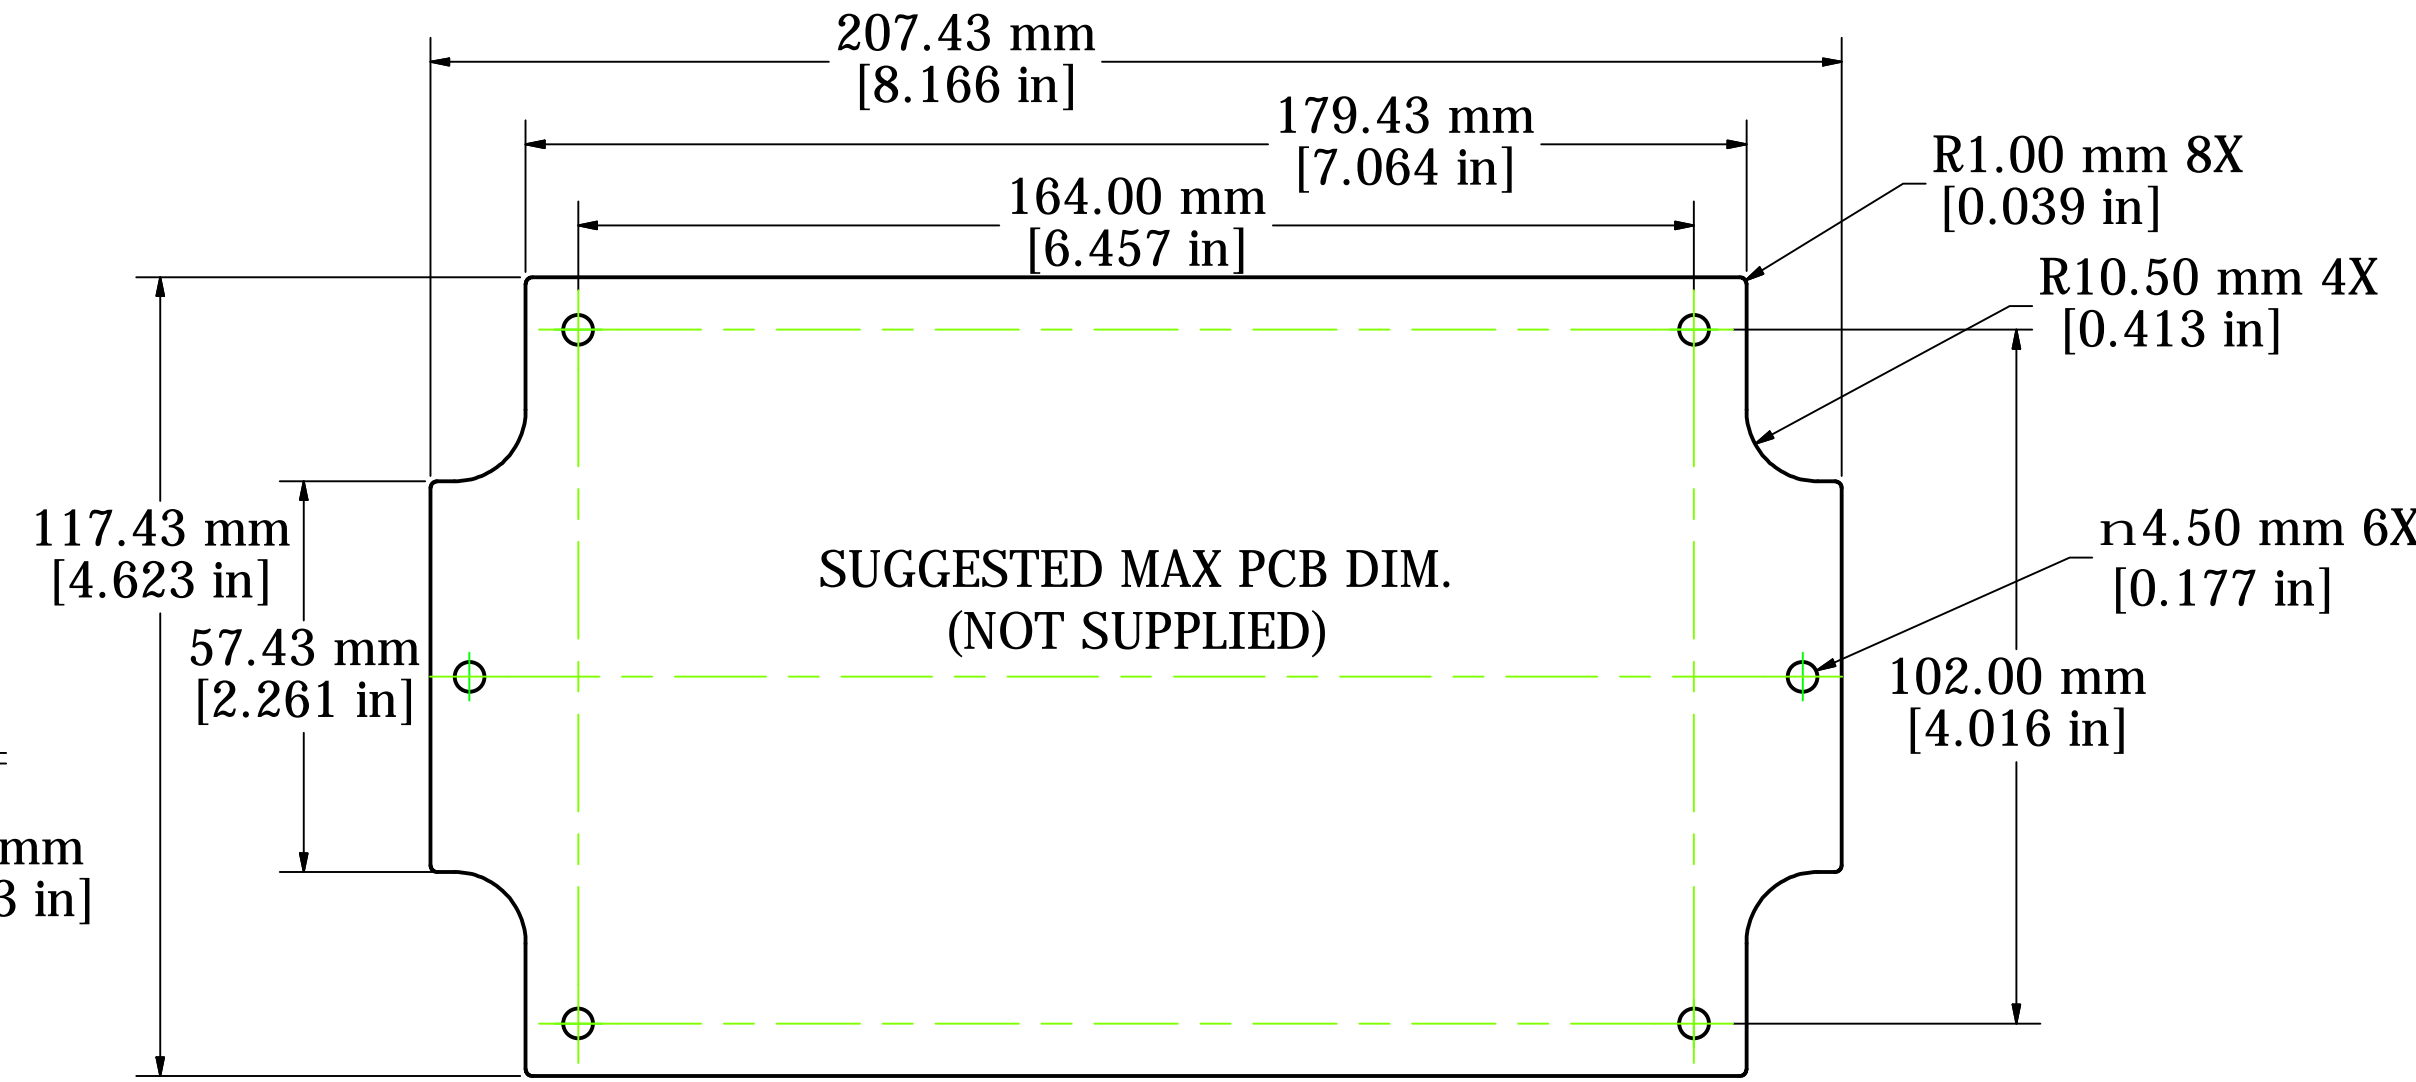 207.43 mm
[8.166 in]
179.43 mm
[7.064 in]
164.00 mm
[6.457 in]
R1.00 mm 8X
[0.039 in]
R10.50 mm 4X
[0.413 in]
117.43 mm
[4.623 in]
n4.50 mm 6X
[0.177 in]
SUGGESTED MAX PCB DIM.
(NOT SUPPLIED)
57.43 mm
[2.261 in]
102.00 mm
[4.016 in]
mm
3 in]